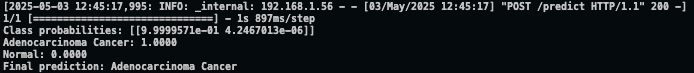 [2025-05-03 12:45:17,995: INFO: _internal: 192.168.1.56 - - [03/May/2025 12:45:17] "POST /predict HTTP/1.1" 200 -]
1/1 [==============================] - 1s 897ms/step
Class probabilities: [[9.9999571e-01 4.2467013e-06]]
Adenocarcinoma Cancer: 1.0000
Normal: 0.0000
Final prediction: Adenocarcinoma Cancer